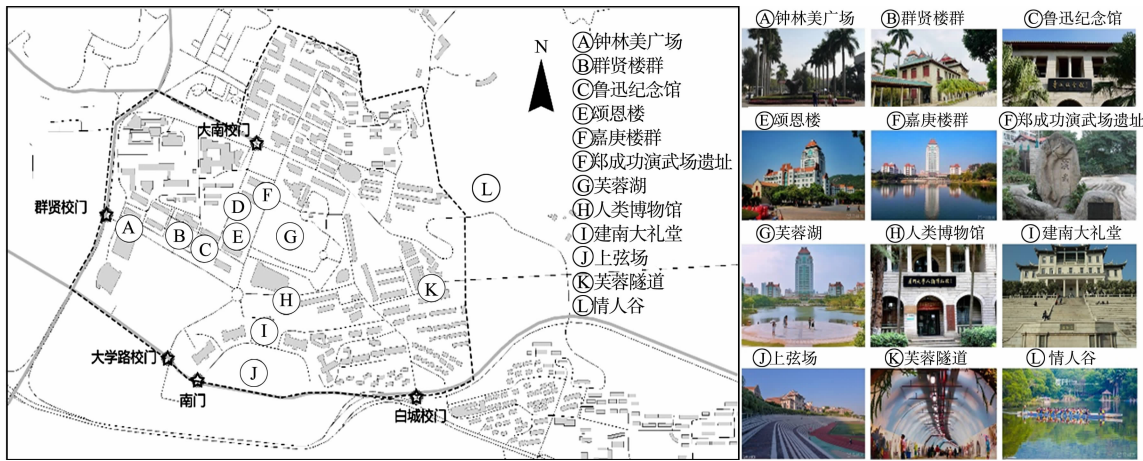 N
大南校门
群贤校门
大学路校门
南门
白城校门
A
B
C
D
E
F
G
H
I
J
K
L
Ⓐ钟林美广场
Ⓑ群贤楼群
Ⓒ鲁迅纪念馆
Ⓔ颂恩楼
Ⓕ嘉庚楼群
Ⓕ郑成功演武场遗址
Ⓖ芙蓉湖
Ⓗ人类博物馆
Ⓘ建南大礼堂
Ⓙ上弦场
Ⓚ芙蓉隧道
Ⓛ情人谷
Ⓐ钟林美广场
Ⓑ群贤楼群
Ⓒ鲁迅纪念馆
Ⓔ颂恩楼
Ⓕ嘉庚楼群
Ⓕ郑成功演武场遗址
Ⓖ芙蓉湖
Ⓗ人类博物馆
Ⓘ建南大礼堂
Ⓙ上弦场
Ⓚ芙蓉隧道
Ⓛ 情人谷